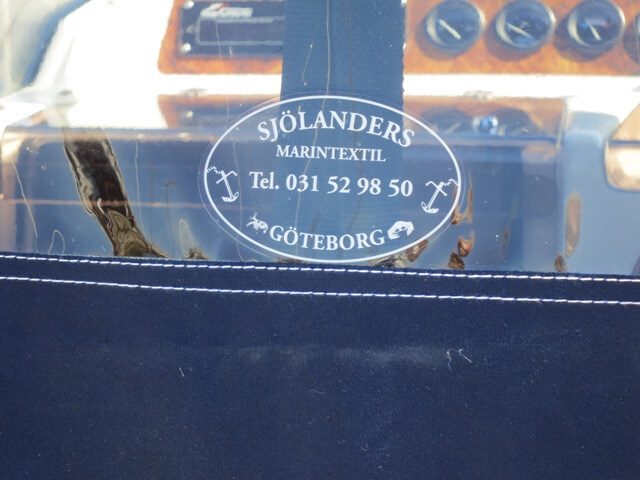 SJÖLANDERS
MARINTEXTIL
Tel. 031 52 98 50
GÖTEBORG